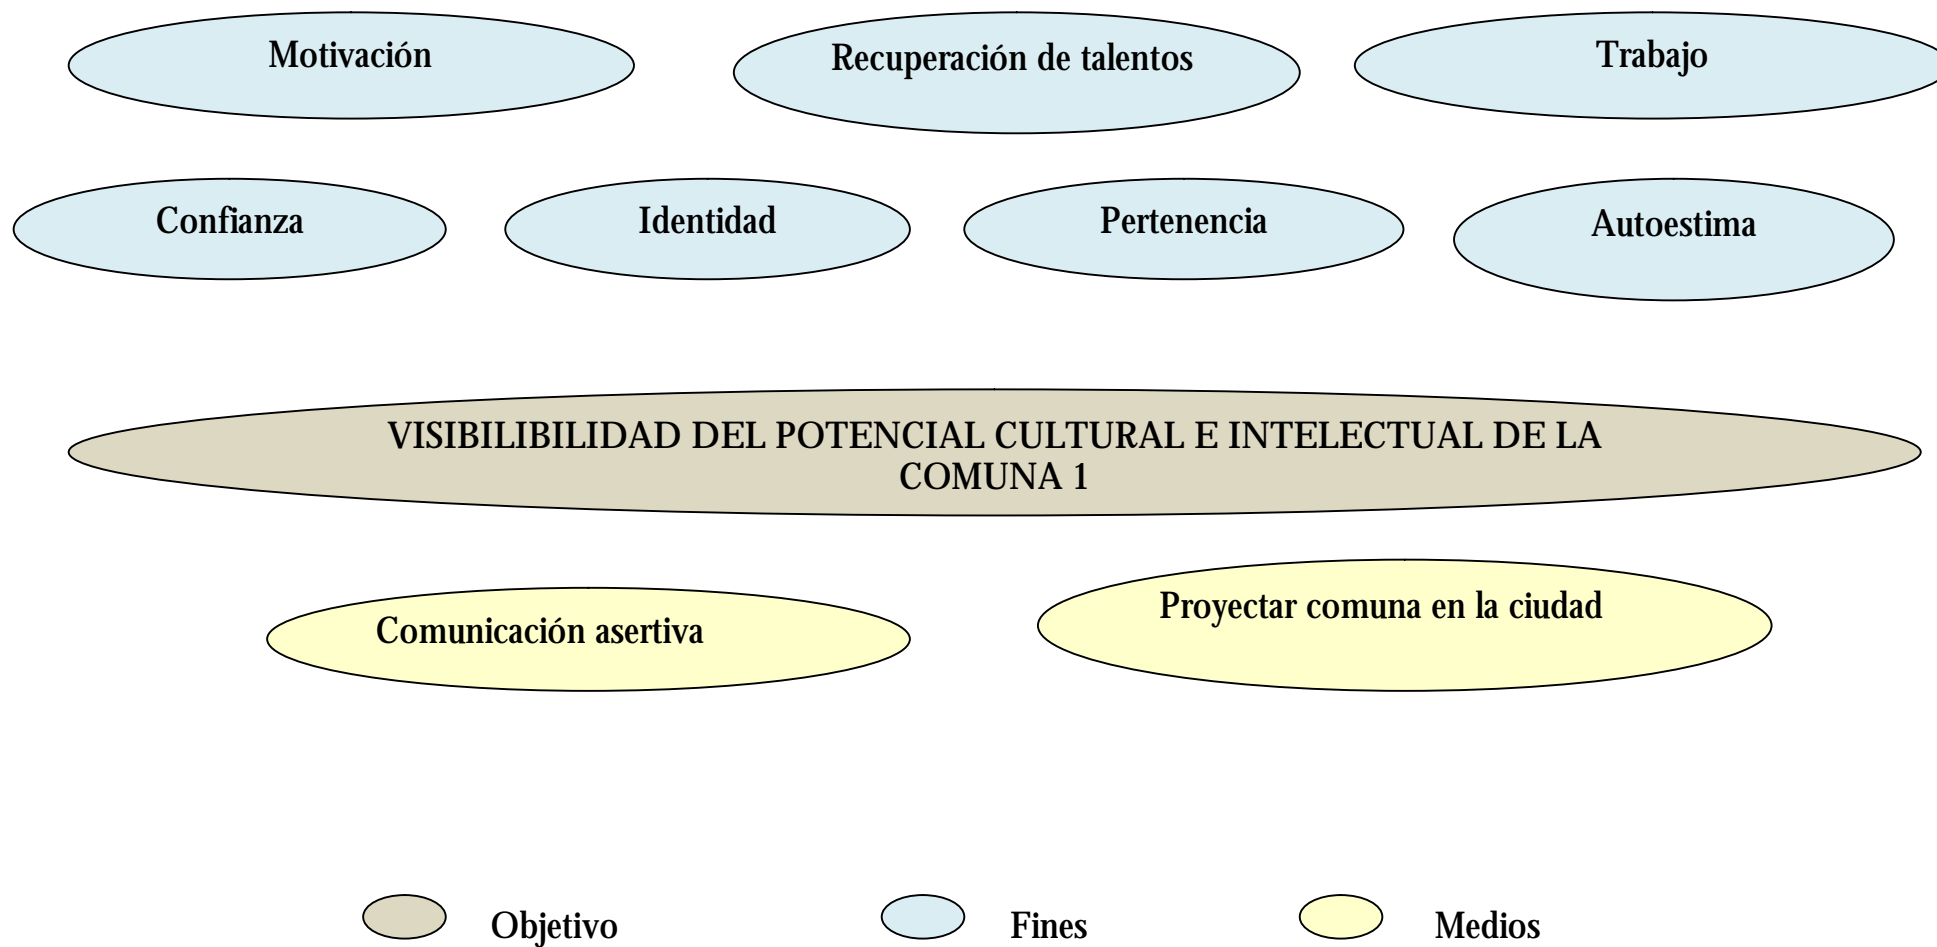 Motivación
Recuperación de talentos
Trabajo
Confianza
Identidad
Pertenencia
Autoestima
VISIBILIBILIDAD DEL POTENCIAL CULTURAL E INTELECTUAL DE LA
COMUNA 1
Comunicación asertiva
Proyectar comuna en la ciudad
Objetivo
Fines
Medios